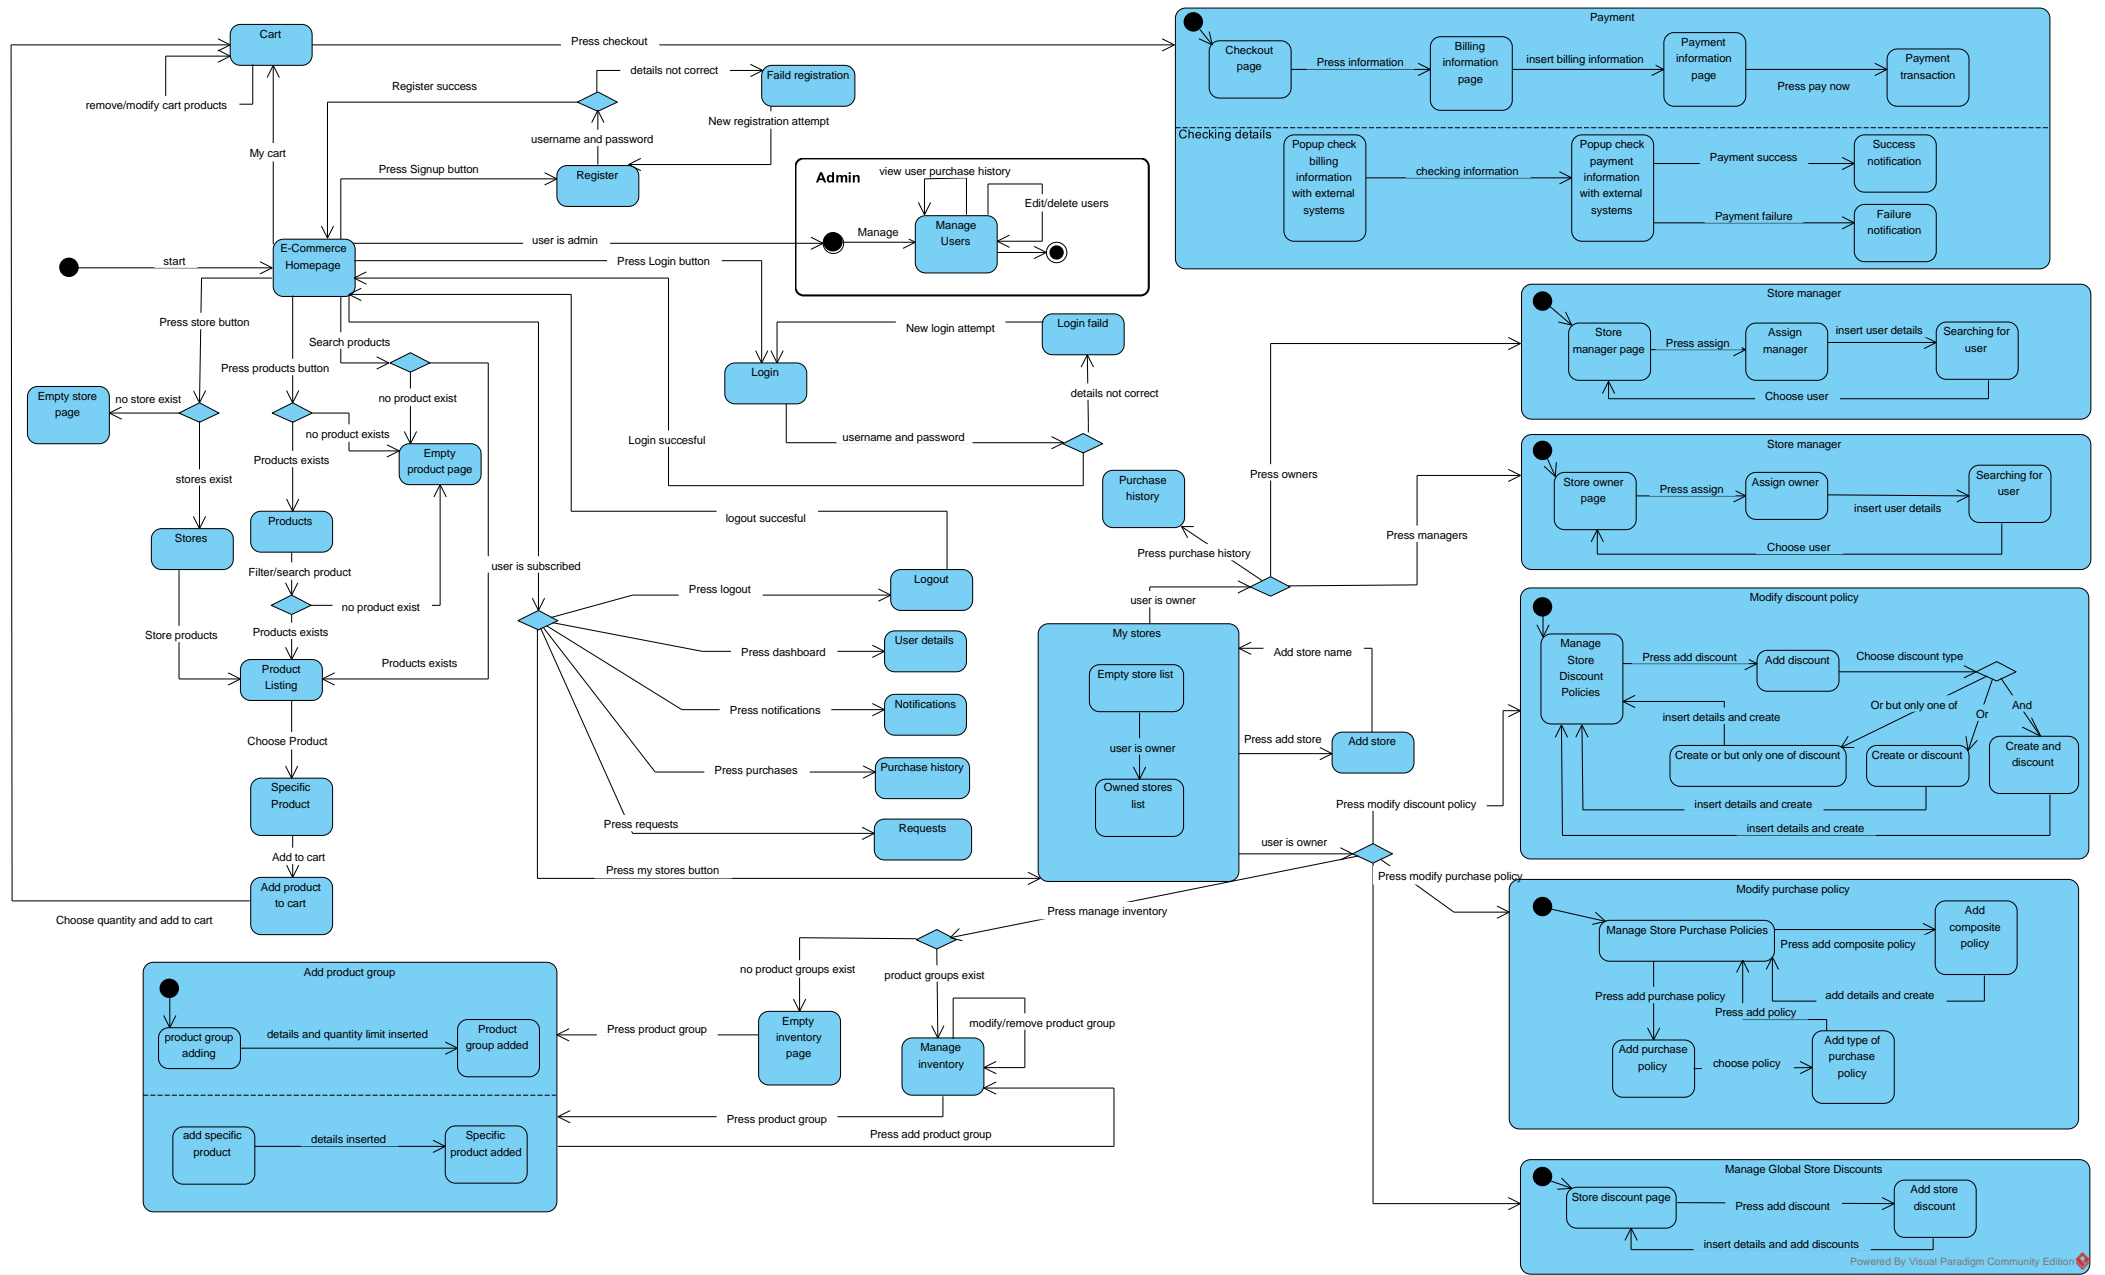 Cart
Press checkout
remove/modify cart products
My cart
Register success
details not correct
Faild registration
New registration attempt
username and password
Press Signup button
Register
Payment
Checkout
page
Press information
Billing
information
page
insert billing information
Payment
information
page
Press pay now
Payment
transaction
Checking details
Popup check
billing
information
with external
systems
checking information
Popup check
payment
information
with external
systems
Payment success
Success
notification
Payment failure
Failure
notification
Admin
view user purchase history
Edit/delete users
Manage
Manage
Users
start
E-Commerce
Homepage
user is admin
Press Login button
Press store button
Press products button
Search products
New login attempt
Login faild
Login
details not correct
username and password
Login succesful
logout succesful
Empty store
page
no store exist
stores exist
Stores
no product exist
no product exists
Empty
product page
Products exists
Products
Filter/search product
no product exist
Products exists
Products exists
Store products
Product
Listing
Choose Product
Specific
Product
Add to cart
Add product
to cart
Choose quantity and add to cart
user is subscribed
Press logout
Logout
Press dashboard
User details
Press notifications
Notifications
Press purchases
Purchase history
Press requests
Requests
Press my stores button
Purchase
history
Press purchase history
Press owners
Press managers
user is owner
My stores
Empty store list
user is owner
Owned stores
list
Add store name
Press add store
Add store
user is owner
Press modify discount policy
Press modify purchase policy
Press manage inventory
Store manager
Store
manager page
Press assign
Assign
manager
insert user details
Searching for
user
Choose user
Store manager
Store owner
page
Press assign
Assign owner
insert user details
Searching for
user
Choose user
Modify discount policy
Manage
Store
Discount
Policies
Press add discount
Add discount
Choose discount type
Or but only one of
Or
And
insert details and create
Create or but only one of discount
Create or discount
Create and
discount
insert details and create
insert details and create
Modify purchase policy
Manage Store Purchase Policies
Press add composite policy
Add
composite
policy
add details and create
Press add purchase policy
Press add policy
Add purchase
policy
choose policy
Add type of
purchase
policy
Manage Global Store Discounts
Store discount page
Press add discount
Add store
discount
insert details and add discounts
no product groups exist
product groups exist
Empty
inventory
page
Press product group
modify/remove product group
Manage
inventory
Press product group
Press add product group
Add product group
product group
adding
details and quantity limit inserted
Product
group added
add specific
product
details inserted
Specific
product added
Powered By Visual Paradigm Community Edition